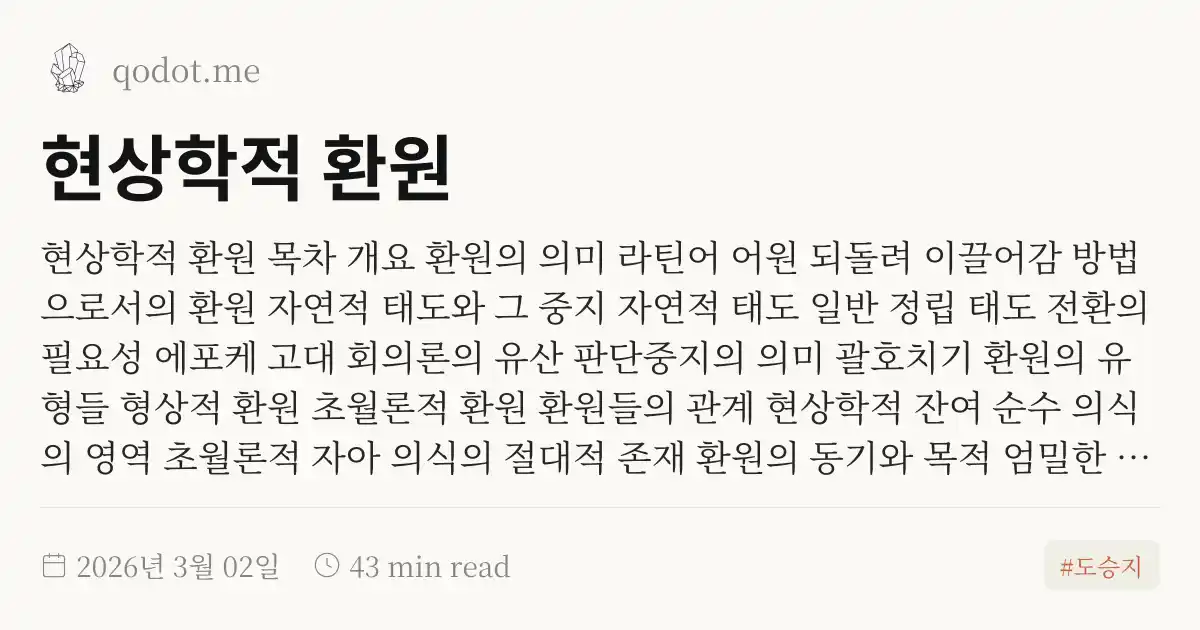 qodot.me
현상학적 환원
현상학적 환원 목차 개요 환원의 의미 라틴어 어원 되돌려 이끌어감 방법
으로서의 환원 자연적 태도와 그 중지 자연적 태도 일반 정립 태도 전환의
필요성 에포케 고대 회의론의 유산 판단중지의 의미 괄호치기 환원의 유
형들 형상적 환원 초월론적 환원 환원들의 관계 현상학적 잔여 순수 의식
의 영역 초월론적 자아 의식의 절대적 존재 환원의 동기와 목적 엄밀한 …
2026년 3월 02일 43 min read #도승지